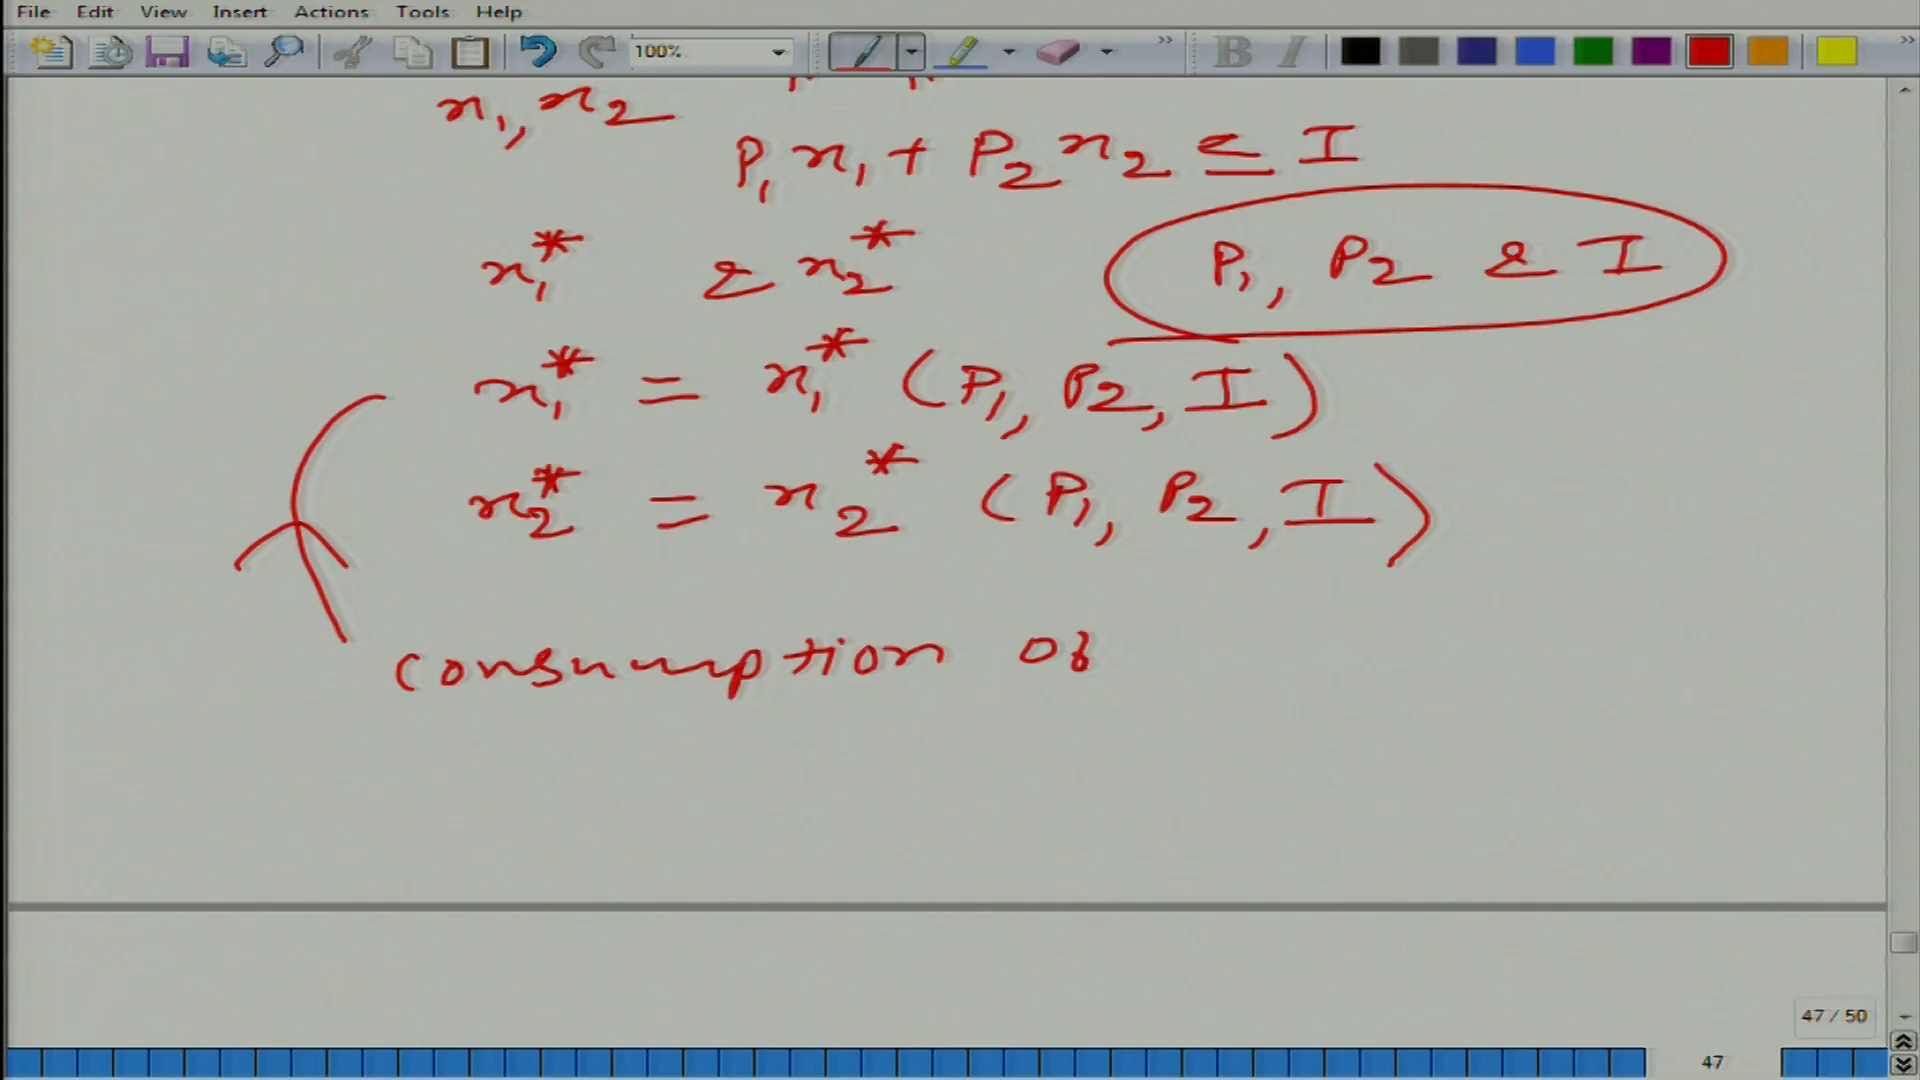 File Edit View Insert Actions Tools Help
100%
x₁, x₂
P₁ x₁ + P₂ x₂ ≤ I
x₁* & x₂* P₁, P₂ & I
x₁* = x₁* (P₁, P₂, I)
x₂* = x₂* (P₁, P₂, I)
consumption of
47 / 50
47